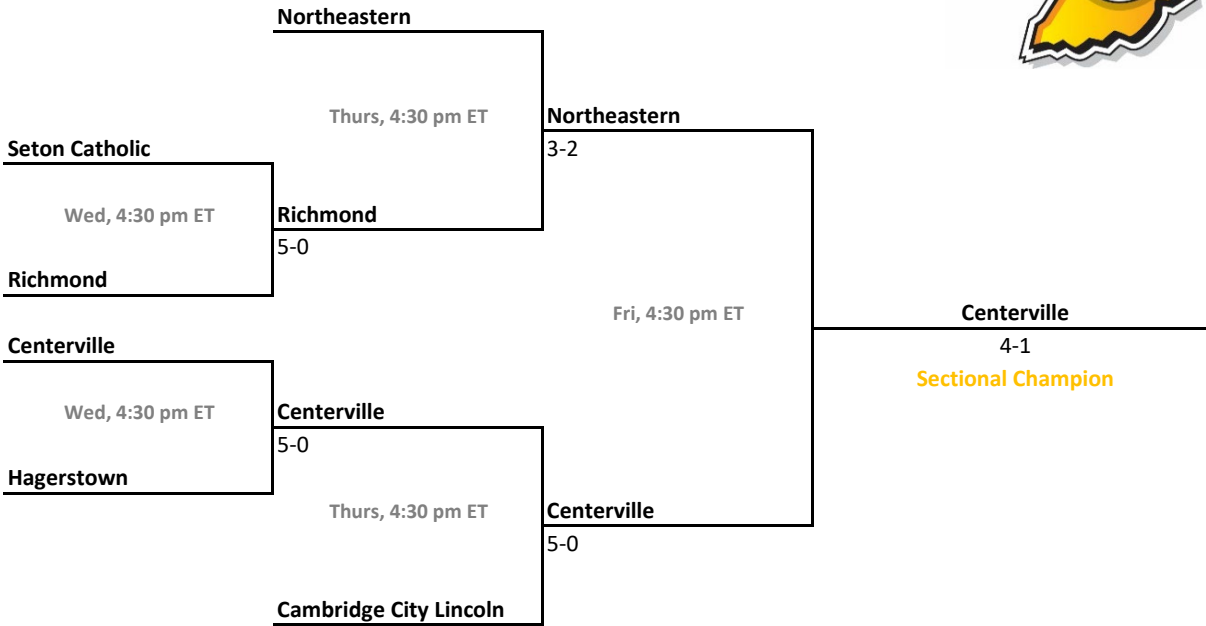 Northeastern
Thurs, 4:30 pm ET
Northeastern
Seton Catholic
3-2
Wed, 4:30 pm ET
Richmond
5-0
Richmond
Fri, 4:30 pm ET
Centerville
Centerville
4-1
Sectional Champion
Wed, 4:30 pm ET
Centerville
5-0
Hagerstown
Thurs, 4:30 pm ET
Centerville
5-0
Cambridge City Lincoln